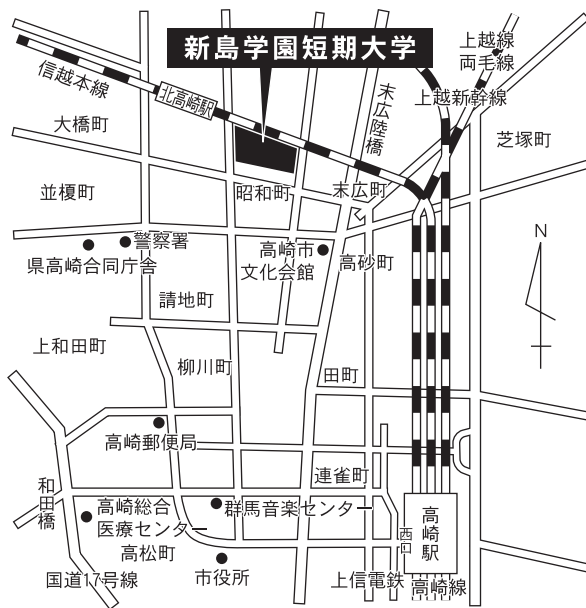 新島学園短期大学
上越線
両毛線
上越新幹線
信越本線
北高崎駅
末広陸橋
大橋町
芝塚町
並榎町
昭和町
末広町
警察署
県高崎合同庁舎
高崎市
文化会館
高砂町
N
請地町
上和田町
柳川町
田町
高崎郵便局
連雀町
和田橋
高崎総合
医療センター
群馬音楽センター
高松町
市役所
国道17号線
上信電鉄
西口
高崎駅
高崎線